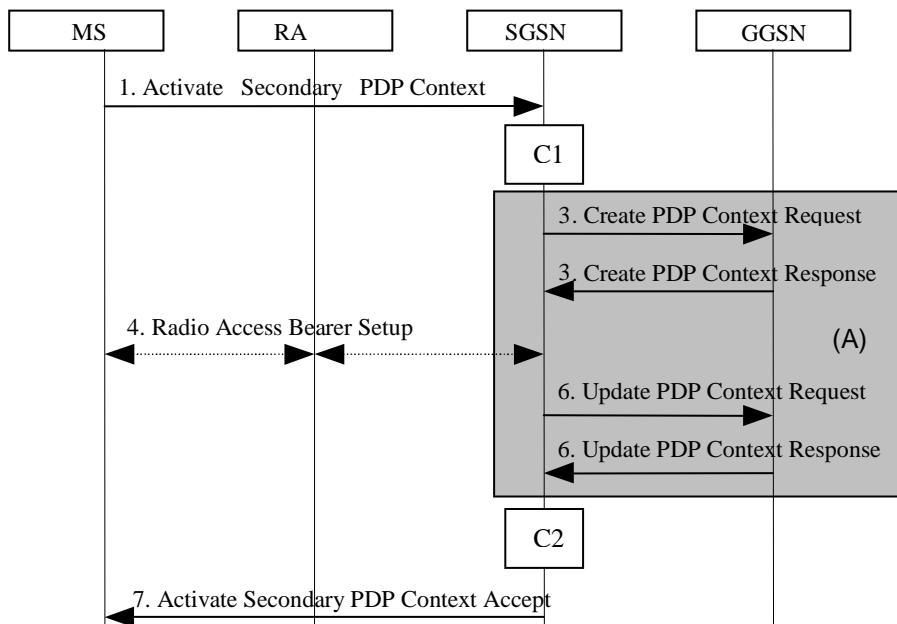 MS RA SGSN GGSN
1. Activate Secondary PDP Context
C1
3. Create PDP Context Request
3. Create PDP Context Response
4. Radio Access Bearer Setup
(A)
6. Update PDP Context Request
6. Update PDP Context Response
C2
7. Activate Secondary PDP Context Accept